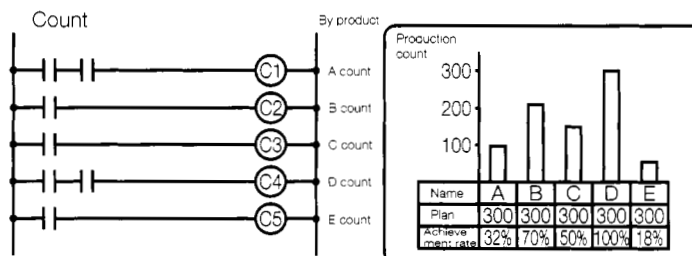 Count
By product
C1 A count
C2 B count
C3 C count
C4 D count
C5 E count
Production
count
300
200
100
Name A B C D E
Plan 300 300 300 300 300
Achieve
ment rate 32% 70% 50% 100% 18%